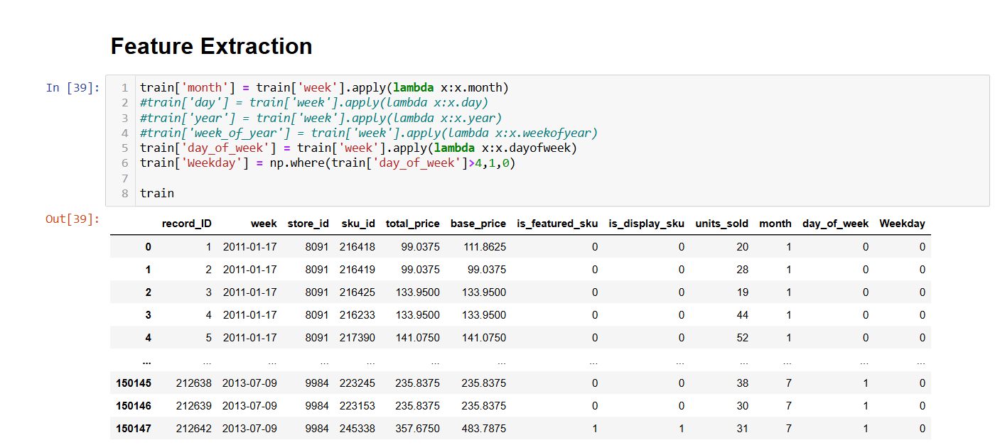 Feature Extraction
In [39]:
1 train['month'] = train['week'].apply(lambda x:x.month)
2 #train['day'] = train['week'].apply(lambda x:x.day)
3 #train['year'] = train['week'].apply(lambda x:x.year)
4 #train['week_of_year'] = train['week'].apply(lambda x:x.weekofyear)
5 train['day_of_week'] = train['week'].apply(lambda x:x.dayofweek)
6 train['Weekday'] = np.where(train['day_of_week']>4,1,0)
7
8 train
Out[39]:
record_ID week store_id sku_id total_price base_price is_featured_sku is_display_sku units_sold month day_of_week Weekday
0 1 2011-01-17 8091 216418 99.0375 111.8625 0 0 20 1 0 0
1 2 2011-01-17 8091 216419 99.0375 99.0375 0 0 28 1 0 0
2 3 2011-01-17 8091 216425 133.9500 133.9500 0 0 19 1 0 0
3 4 2011-01-17 8091 216233 133.9500 133.9500 0 0 44 1 0 0
4 5 2011-01-17 8091 217390 141.0750 141.0750 0 0 52 1 0 0
... ... ... ... ... ... ... ... ... ... ... ... ...
150145 212638 2013-07-09 9984 223245 235.8375 235.8375 0 0 38 7 1 0
150146 212639 2013-07-09 9984 223153 235.8375 235.8375 0 0 30 7 1 0
150147 212642 2013-07-09 9984 245338 357.6750 483.7875 1 1 31 7 1 0